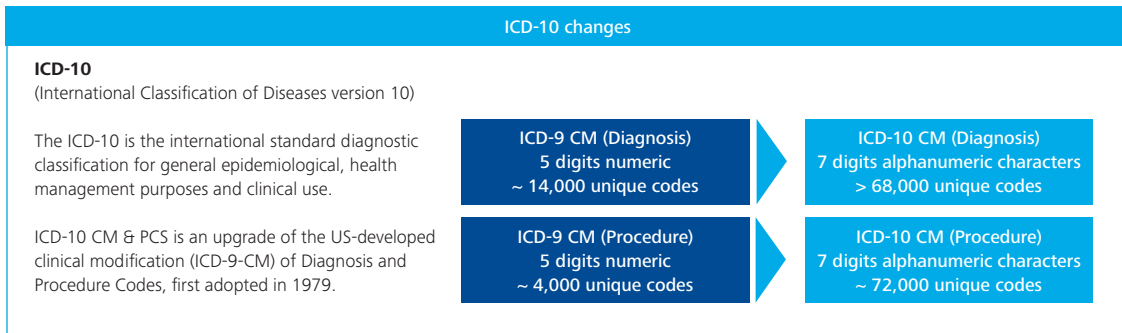 ICD-10 changes
ICD-10
(International Classification of Diseases version 10)
The ICD-10 is the international standard diagnostic
classification for general epidemiological, health
management purposes and clinical use.
ICD-10 CM & PCS is an upgrade of the US-developed
clinical modification (ICD-9-CM) of Diagnosis and
Procedure Codes, first adopted in 1979.
ICD-9 CM (Diagnosis)
5 digits numeric
~ 14,000 unique codes
ICD-10 CM (Diagnosis)
7 digits alphanumeric characters
> 68,000 unique codes
ICD-9 CM (Procedure)
5 digits numeric
~ 4,000 unique codes
ICD-10 CM (Procedure)
7 digits alphanumeric characters
~ 72,000 unique codes